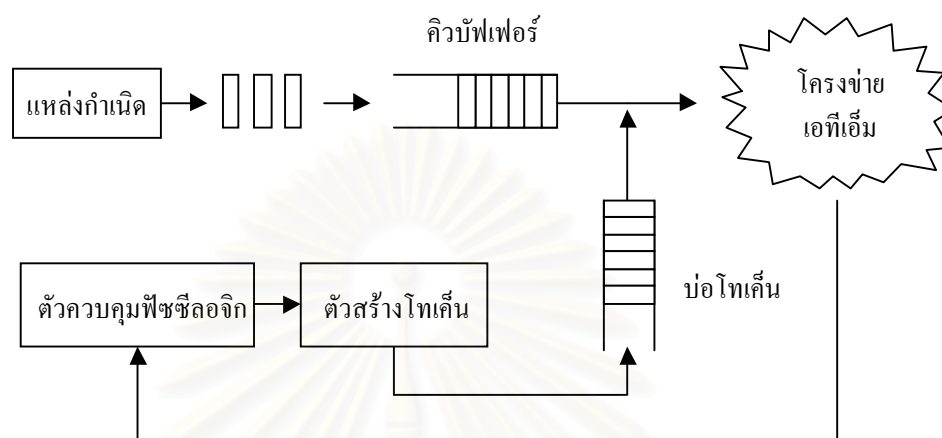 คิวบัฟเฟอร์
แหล่งกำเนิด
โครงข่าย
เอทีเอ็ม
บ่อโทเค็น
ตัวควบคุมฟัซซีลอจิก
ตัวสร้างโทเค็น